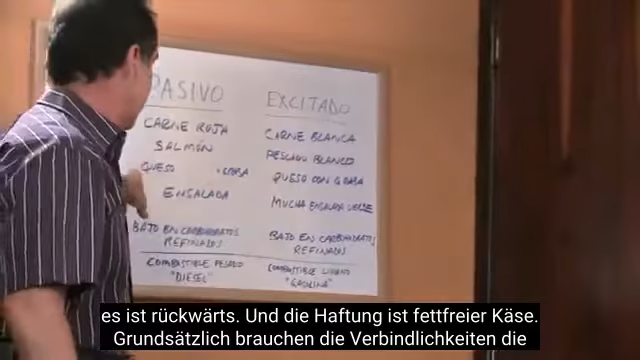 PASIVO
EXCITADO
CARNE ROJA
CARNE BLANCA
SALMÓN
PESCADO BLANCO
QUESO GRASA
QUESO CON GRASA
ENSALADA
MUCHA ENSALADA VERDE
BAJO EN CARBOHIDRATOS
REFINADOS
BAJO EN CARBOHIDRATOS
REFINADOS
COMBUSTIBLE PESADO
"DIESEL"
COMBUSTIBLE LIVIANO
"GASOLINA"
es ist rückwärts. Und die Haftung ist fettfreier Käse.
Grundsätzlich brauchen die Verbindlichkeiten die